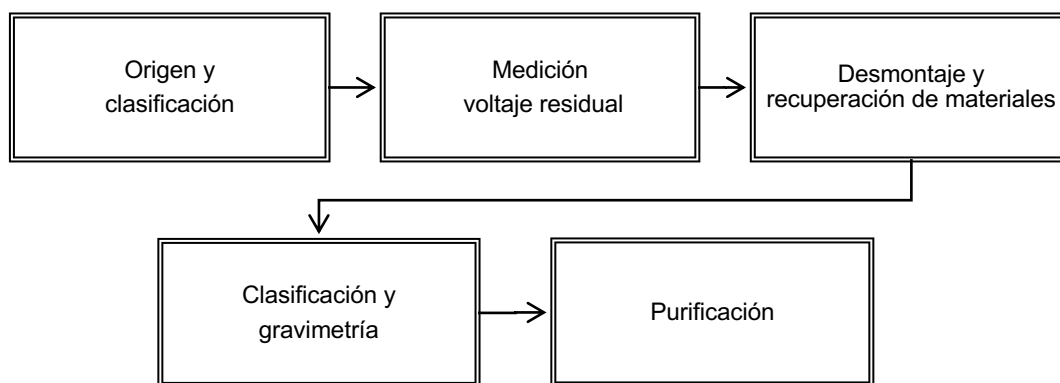 Origen y
clasificación
Medición
voltaje residual
Desmontaje y
recuperación de materiales
Clasificación y
gravimetría
Purificación